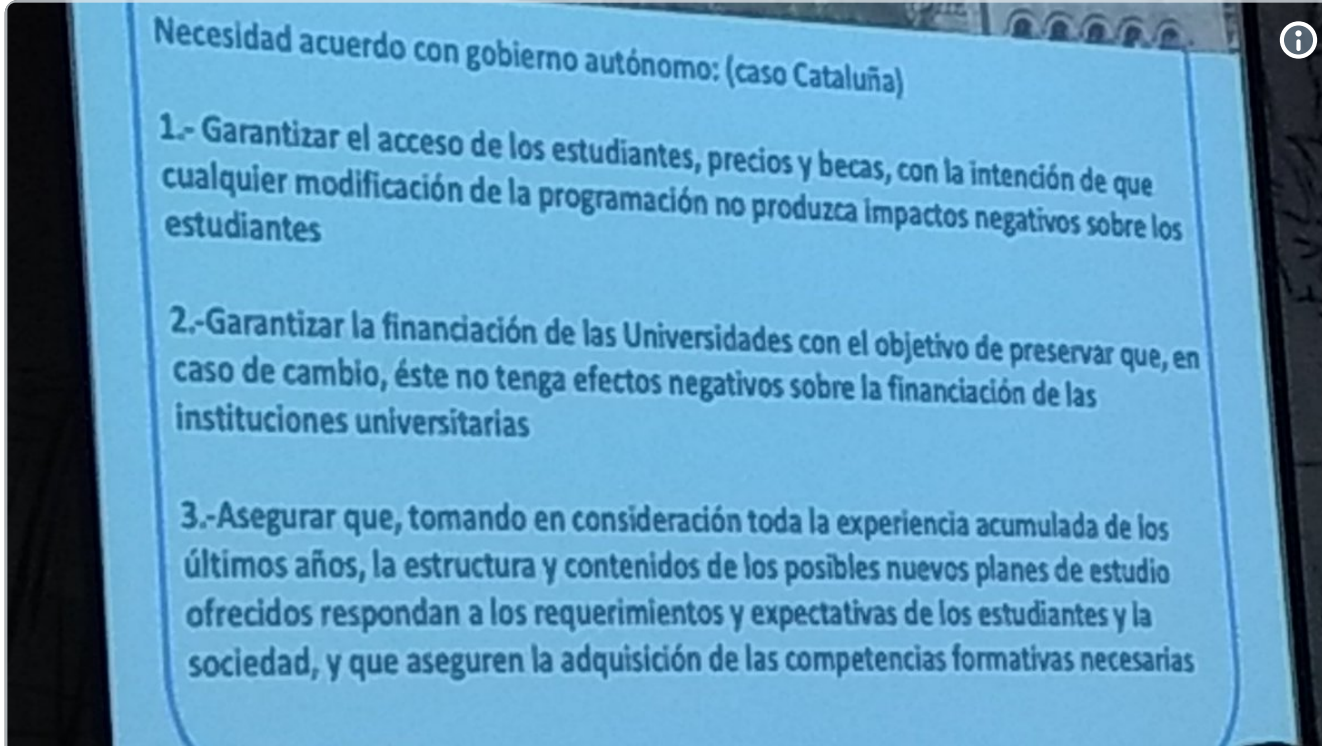 Necesidad acuerdo con gobierno autónomo: (caso Cataluña)
1.- Garantizar el acceso de los estudiantes, precios y becas, con la intención de que
cualquier modificación de la programación no produzca impactos negativos sobre los
estudiantes
2.-Garantizar la financiación de las Universidades con el objetivo de preservar que, en
caso de cambio, éste no tenga efectos negativos sobre la financiación de las
instituciones universitarias
3.-Asegurar que, tomando en consideración toda la experiencia acumulada de los
últimos años, la estructura y contenidos de los posibles nuevos planes de estudio
ofrecidos respondan a los requerimientos y expectativas de los estudiantes y la
sociedad, y que aseguren la adquisición de las competencias formativas necesarias